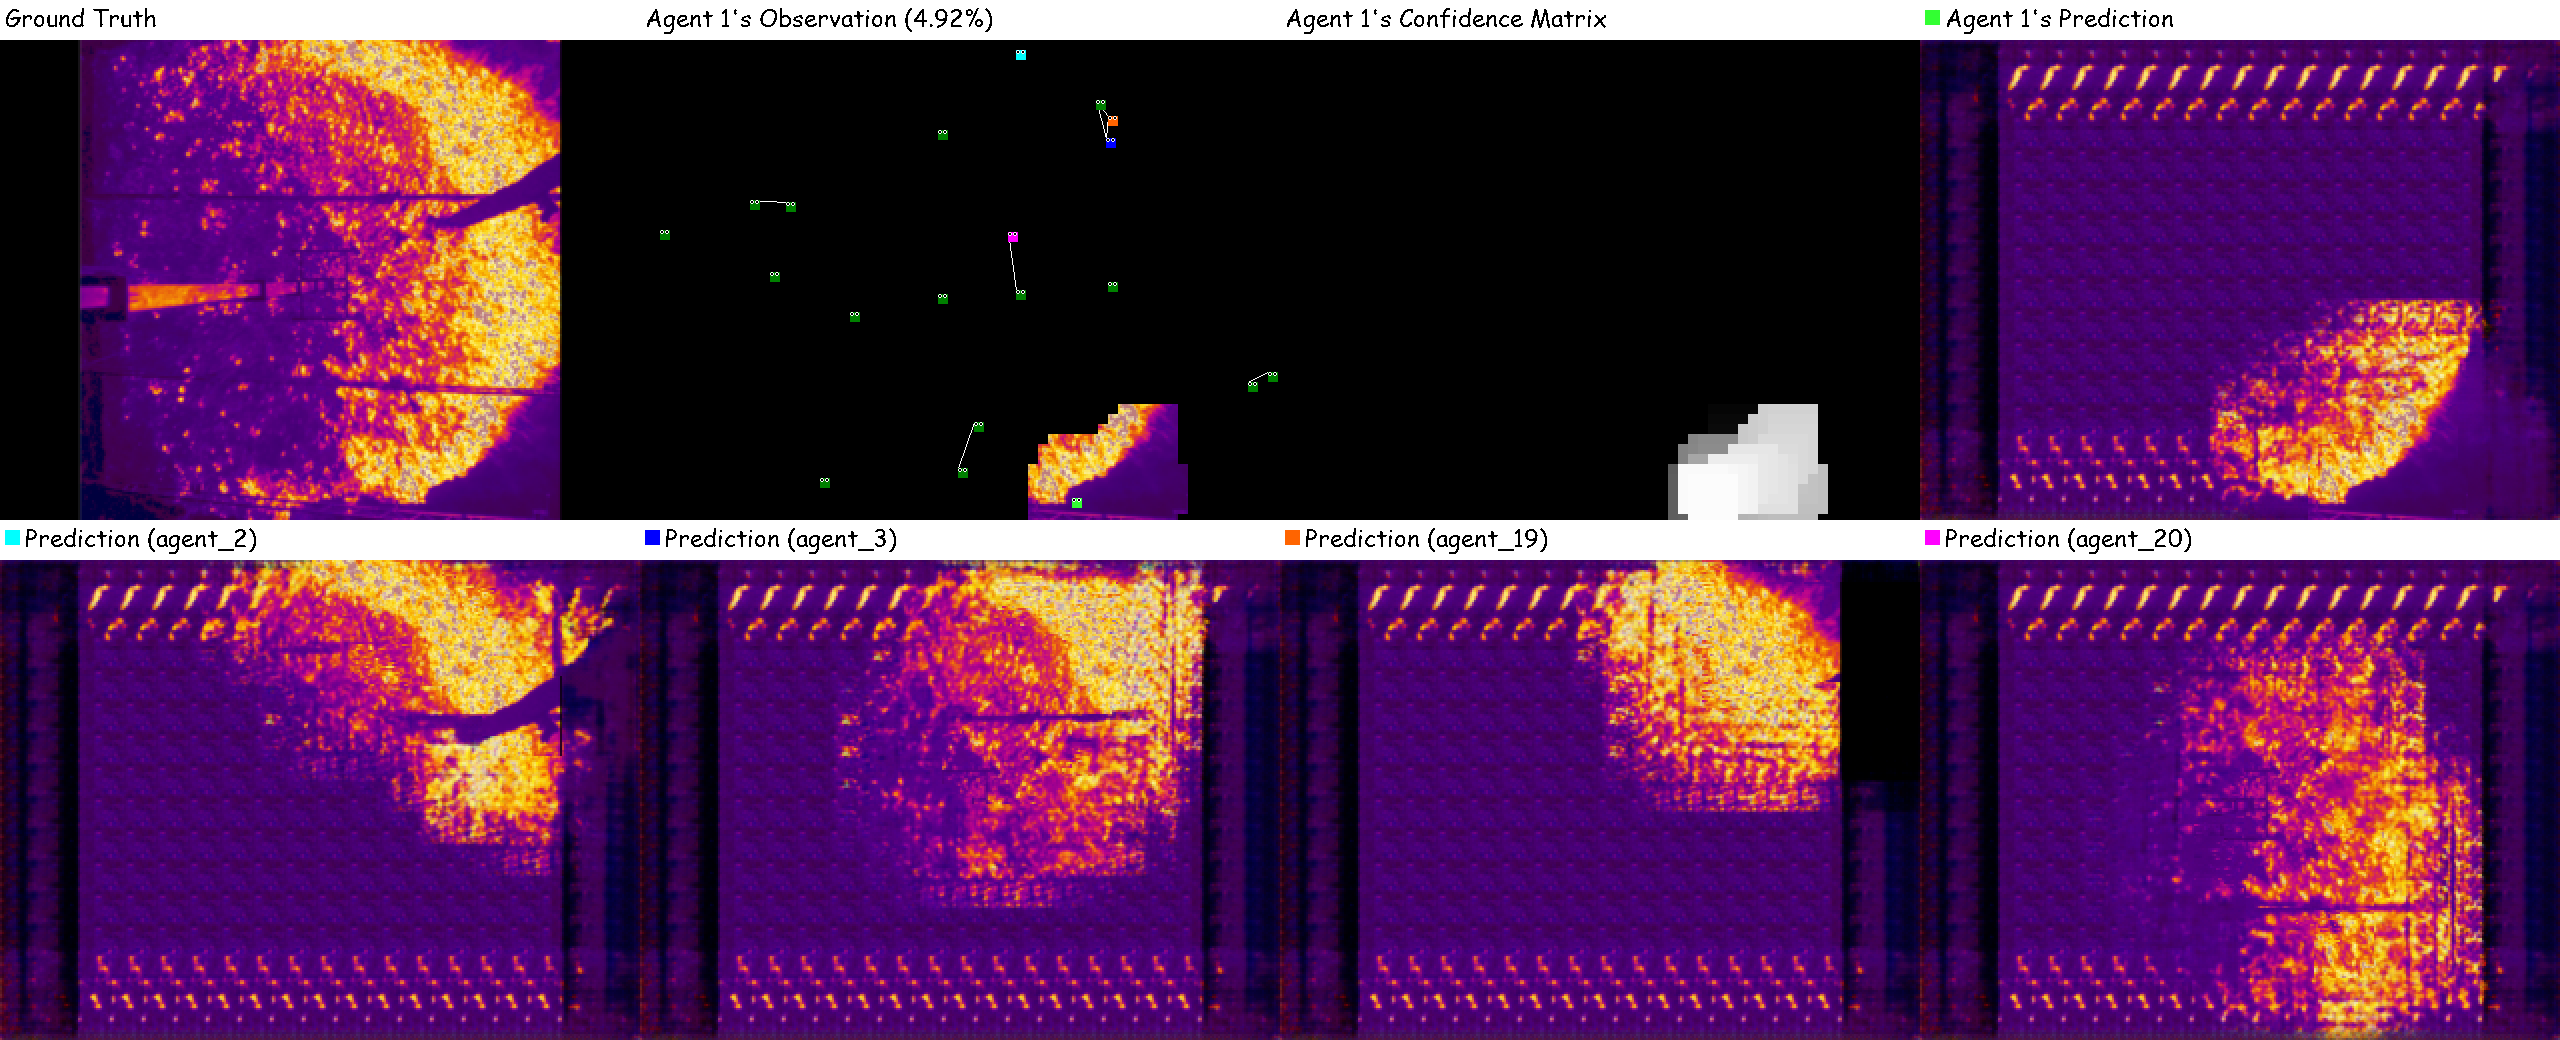 Ground Truth
Agent 1's Observation (4.92%)
Agent 1's Confidence Matrix
Agent 1's Prediction
Prediction (agent_2)
Prediction (agent_3)
Prediction (agent_19)
Prediction (agent_20)